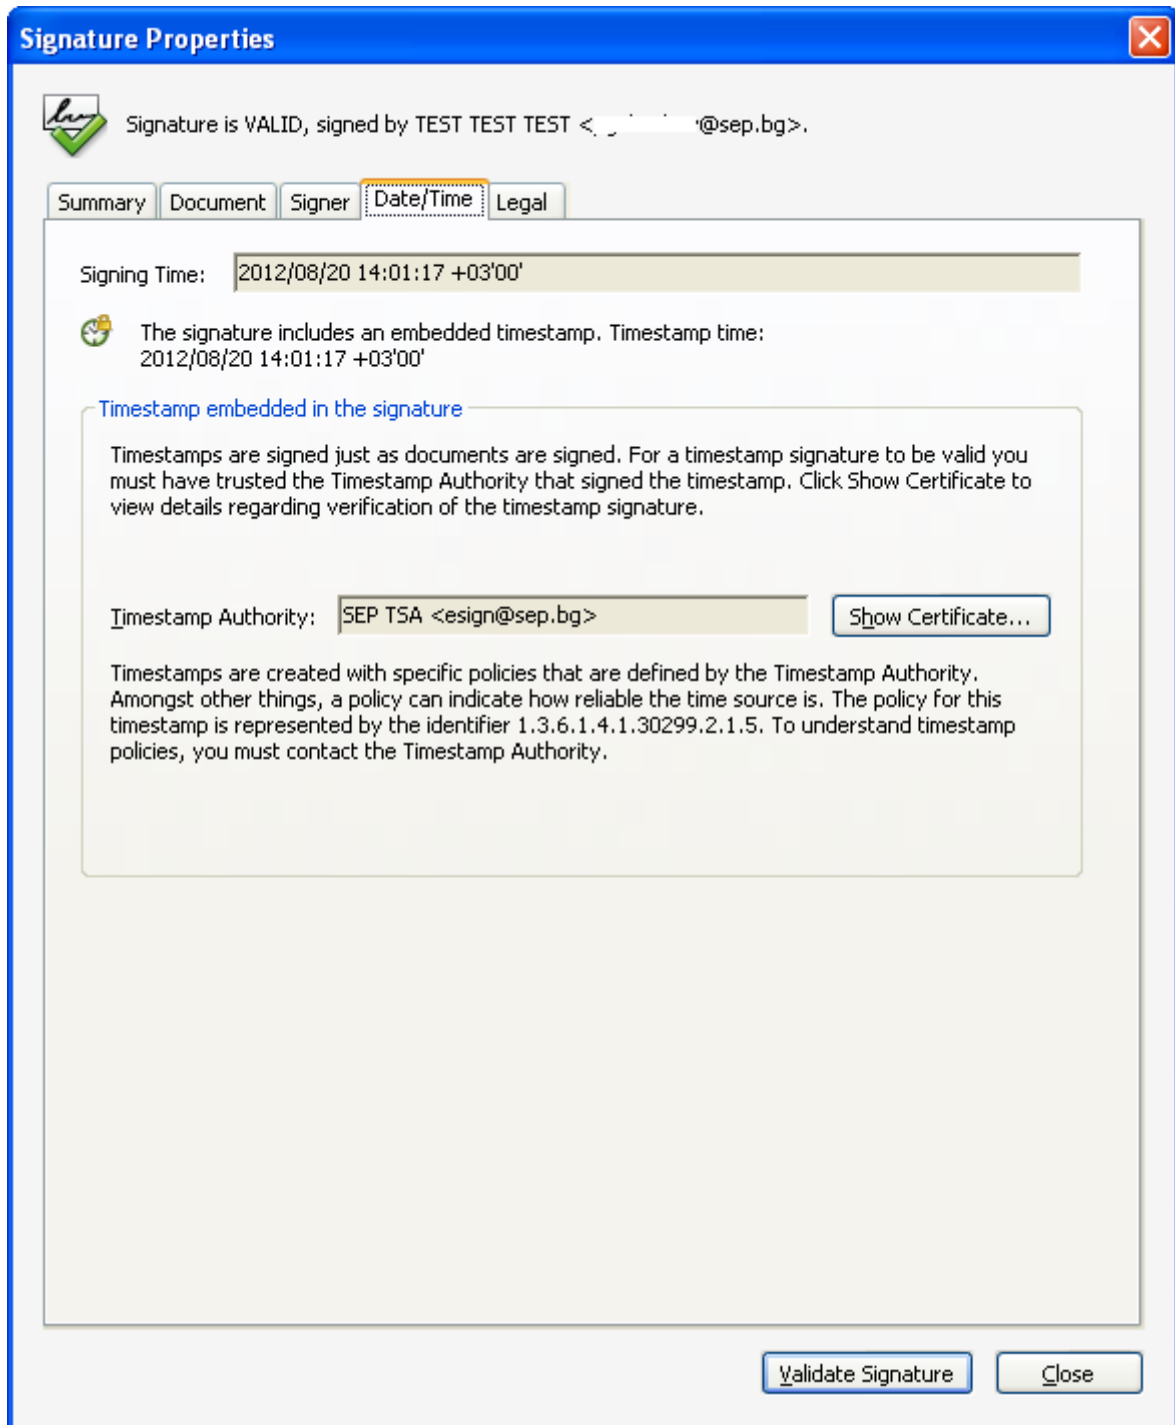 Signature Properties
Signature is VALID, signed by TEST TEST TEST < @sep.bg>.
Summary Document Signer Date/Time Legal
Signing Time: 2012/08/20 14:01:17 +03'00'
The signature includes an embedded timestamp. Timestamp time:
2012/08/20 14:01:17 +03'00'
Timestamp embedded in the signature
Timestamps are signed just as documents are signed. For a timestamp signature to be valid you
must have trusted the Timestamp Authority that signed the timestamp. Click Show Certificate to
view details regarding verification of the timestamp signature.
Timestamp Authority: SEP TSA <esign@sep.bg> Show Certificate...
Timestamps are created with specific policies that are defined by the Timestamp Authority.
Amongst other things, a policy can indicate how reliable the time source is. The policy for this
timestamp is represented by the identifier 1.3.6.1.4.1.30299.2.1.5. To understand timestamp
policies, you must contact the Timestamp Authority.
Validate Signature Close